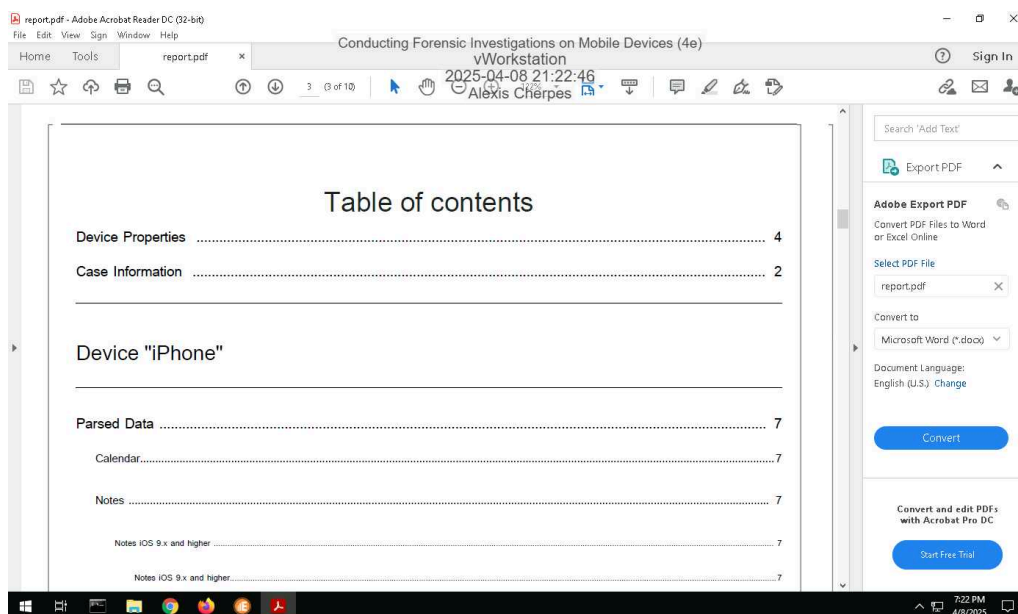 report.pdf - Adobe Acrobat Reader DC (32-bit)
File Edit View Sign Window Help
Conducting Forensic Investigations on Mobile Devices (4e)
vWorkstation
2025-04-08 21:22:46
Alexis Cherpes
Home Tools report.pdf × Sign In
3 (3 of 10)
Table of contents
Device Properties ........ 4
Case Information ........ 2
Device "iPhone"
Parsed Data ........ 7
Calendar ........ 7
Notes ........ 7
Notes iOS 9.x and higher ........ 7
Notes iOS 9.x and higher ........ 7
Search 'Add Text'
Export PDF
Adobe Export PDF
Convert PDF Files to Word
or Excel Online
Select PDF File
report.pdf
Convert to
Microsoft Word (*.docx)
Document Language:
English (U.S.) Change
Convert
Convert and edit PDFs
with Acrobat Pro DC
Start Free Trial
7:22 PM
4/8/2025